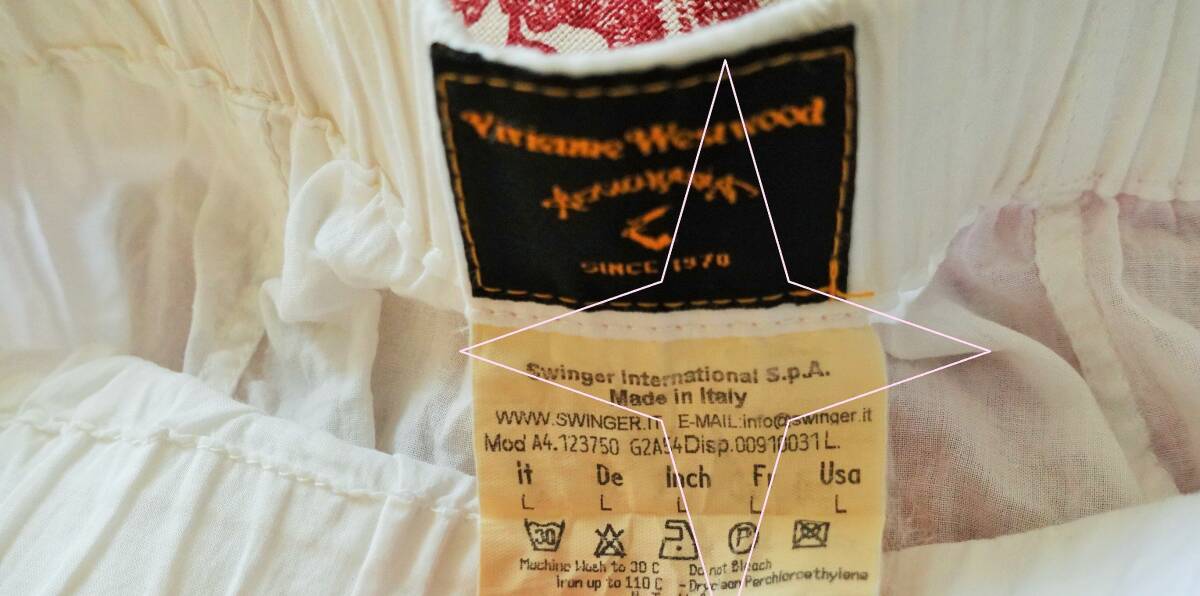 Vivienne Westwood
Anglomania
SINCE 1970
Swinger International S.p.A.
Made in Italy
WWW.SWINGER.IT E-MAIL:info@swinger.it
Mod A4.123750 G2A54 Disp.00910031 L.
it De Inch Fr Usa
L L L L L
30 P
Machine Wash to 30 C Do not Bleach
Iron up to 110 C - Dryclean Perchloroethylene